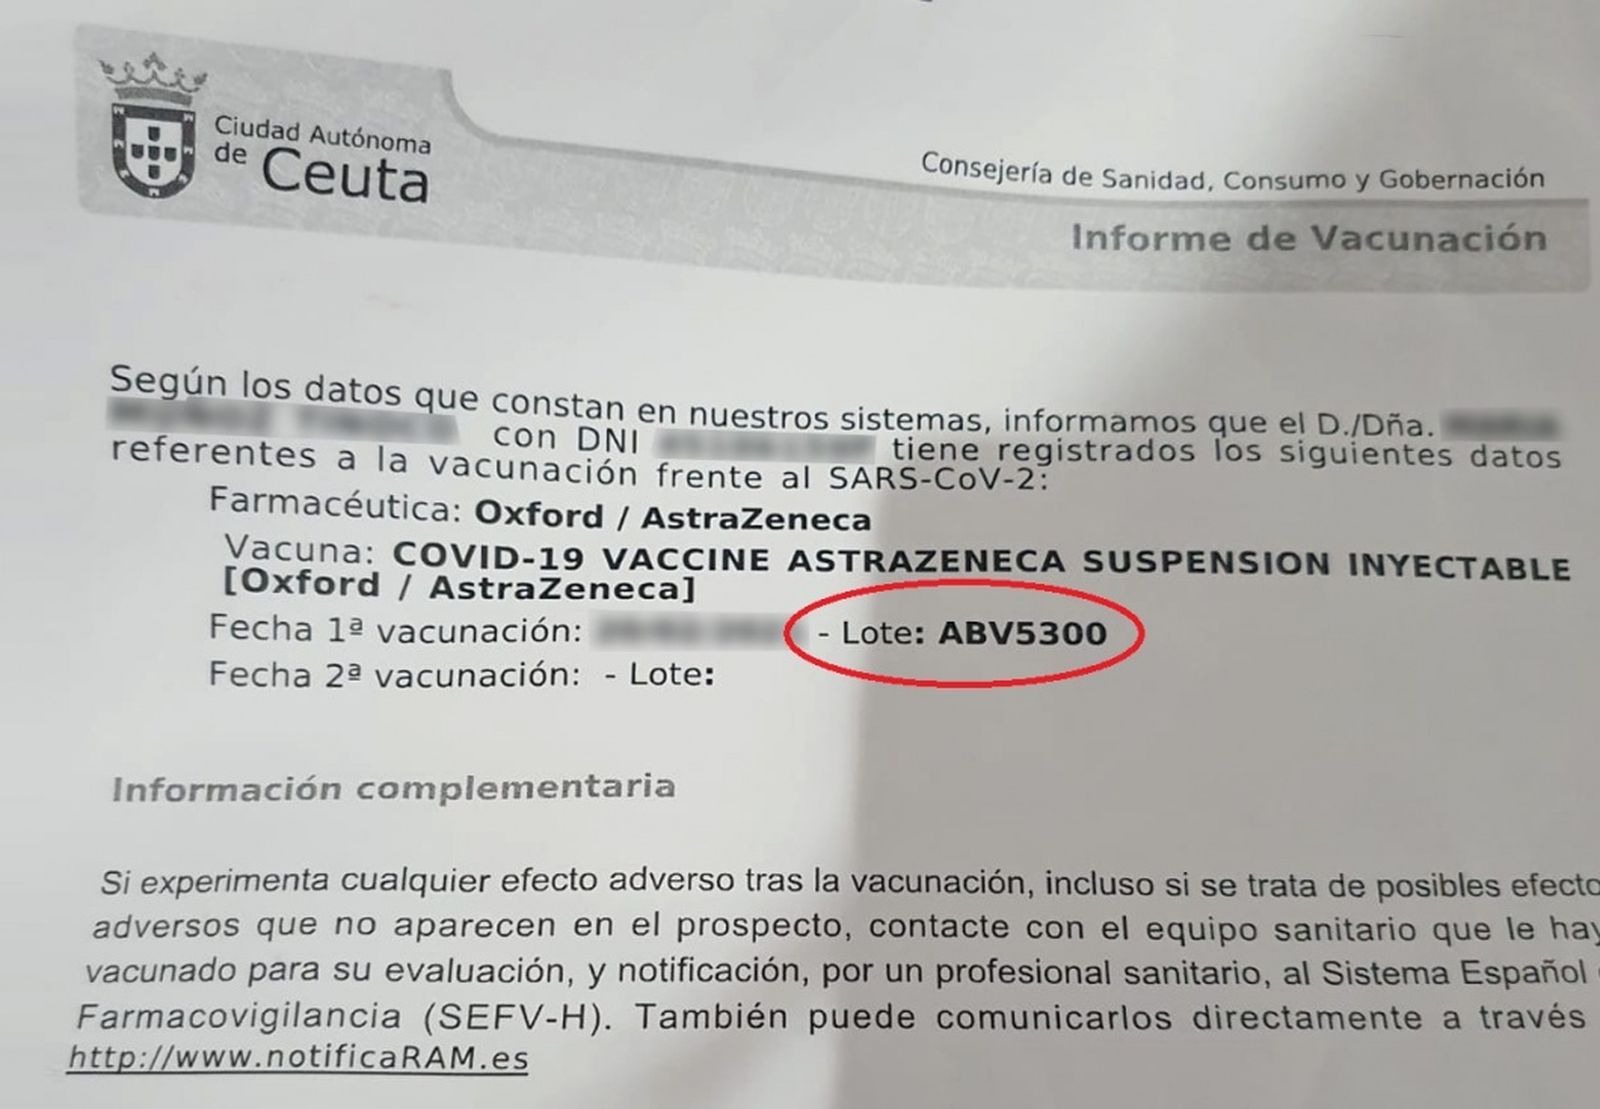 Ciudad Autónoma
de Ceuta
Consejería de Sanidad, Consumo y Gobernación
Informe de Vacunación
Según los datos que constan en nuestros sistemas, informamos que el D./Dña.
con DNI tiene registrados los siguientes datos
referentes a la vacunación frente al SARS-CoV-2:
Farmacéutica: Oxford / AstraZeneca
Vacuna: COVID-19 VACCINE ASTRAZENECA SUSPENSION INYECTABLE
[Oxford / AstraZeneca]
Fecha 1ª vacunación: - Lote: ABV5300
Fecha 2ª vacunación: - Lote:
Información complementaria
Si experimenta cualquier efecto adverso tras la vacunación, incluso si se trata de posibles efecto
adversos que no aparecen en el prospecto, contacte con el equipo sanitario que le hay
vacunado para su evaluación, y notificación, por un profesional sanitario, al Sistema Español
Farmacovigilancia (SEFV-H). También puede comunicarlos directamente a través
http://www.notificaRAM.es